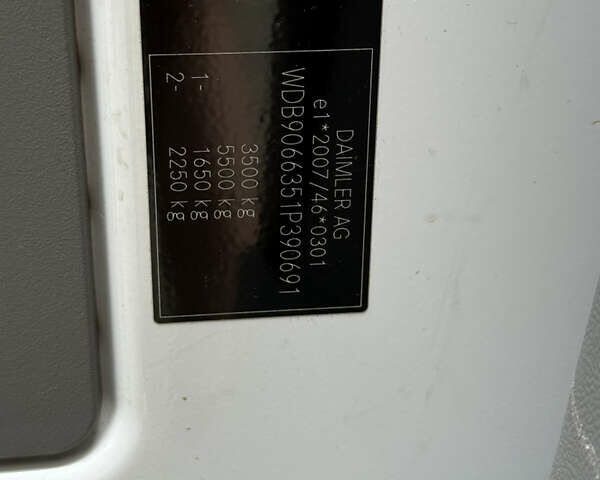 DAIMLER AG
e1*2007/46*0301
WDB9066351P390691
3500 kg
5500 kg
1- 1650 kg
2- 2250 kg